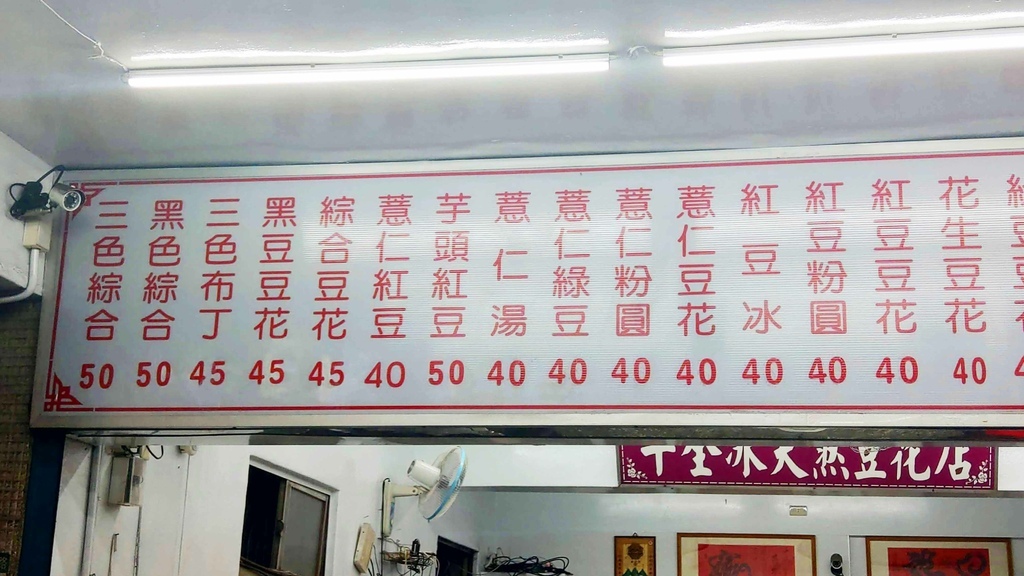 花生豆花 40
紅豆豆花 40
紅豆粉圓 40
紅豆冰 40
薏仁豆花 40
薏仁粉圓 40
薏仁綠豆 40
薏仁湯 40
芋頭紅豆 50
薏仁紅豆 40
綜合豆花 45
黑豆豆花 45
三色布丁 45
黑色綜合 50
三色綜合 50
冰天然豆花店